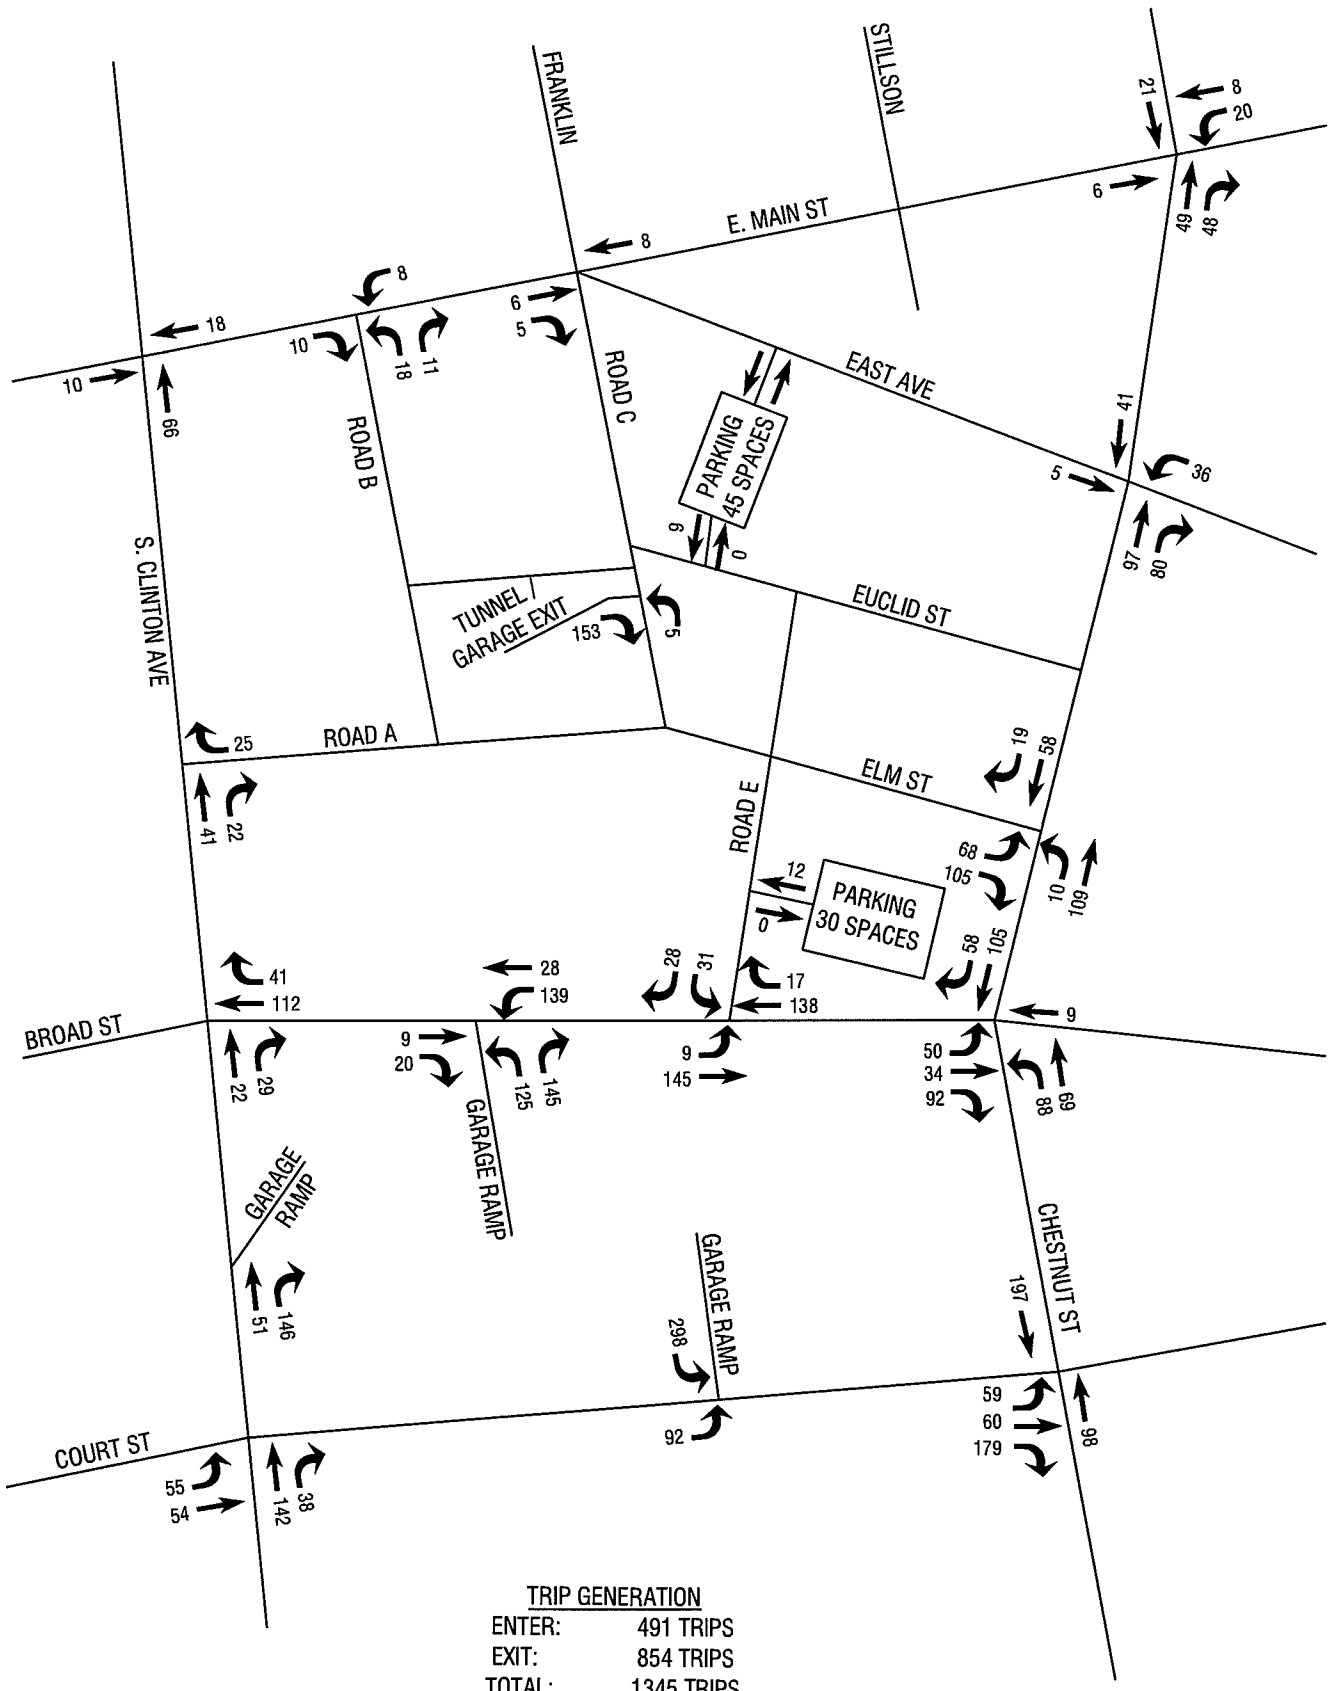 FRANKLIN
STILLSON
21
8
20
6
49
48
E. MAIN ST
8
6
5
8
10
18
11
18
10
66
ROAD B
ROAD C
EAST AVE
PARKING
45 SPACES
9
0
41
5
36
97
80
S. CLINTON AVE
TUNNEL
GARAGE EXIT
153
5
EUCLID ST
25
ROAD A
41
22
ELM ST
19
58
68
105
10
109
ROAD E
12
0
PARKING
30 SPACES
58
105
9
41
112
BROAD ST
22
29
28
139
9
20
125
145
GARAGE RAMP
28
31
17
138
9
145
50
34
92
88
69
GARAGE
RAMP
51
146
GARAGE RAMP
298
92
CHESTNUT ST
197
59
60
179
98
COURT ST
55
54
142
38
TRIP GENERATION
ENTER: 491 TRIPS
EXIT: 854 TRIPS
TOTAL: 1345 TRIPS